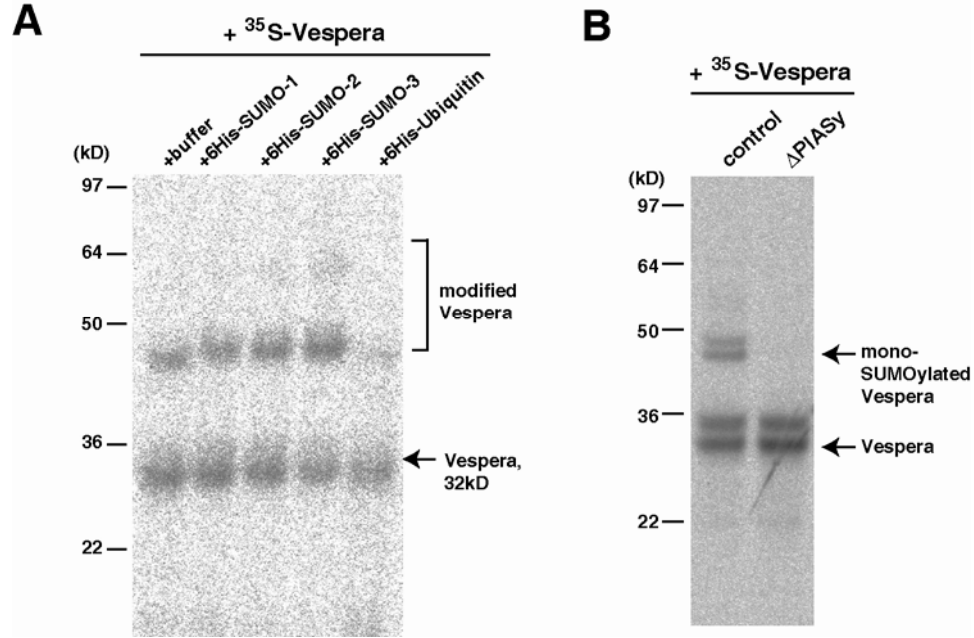 A
+ 35S-Vespera
+buffer
+6His-SUMO-1
+6His-SUMO-2
+6His-SUMO-3
+6His-Ubiquitin
(kD)
97
64
50
36
22
modified
Vespera
Vespera,
32kD
B
+ 35S-Vespera
control
ΔPIASy
(kD)
97
64
50
36
22
mono-
SUMOylated
Vespera
Vespera